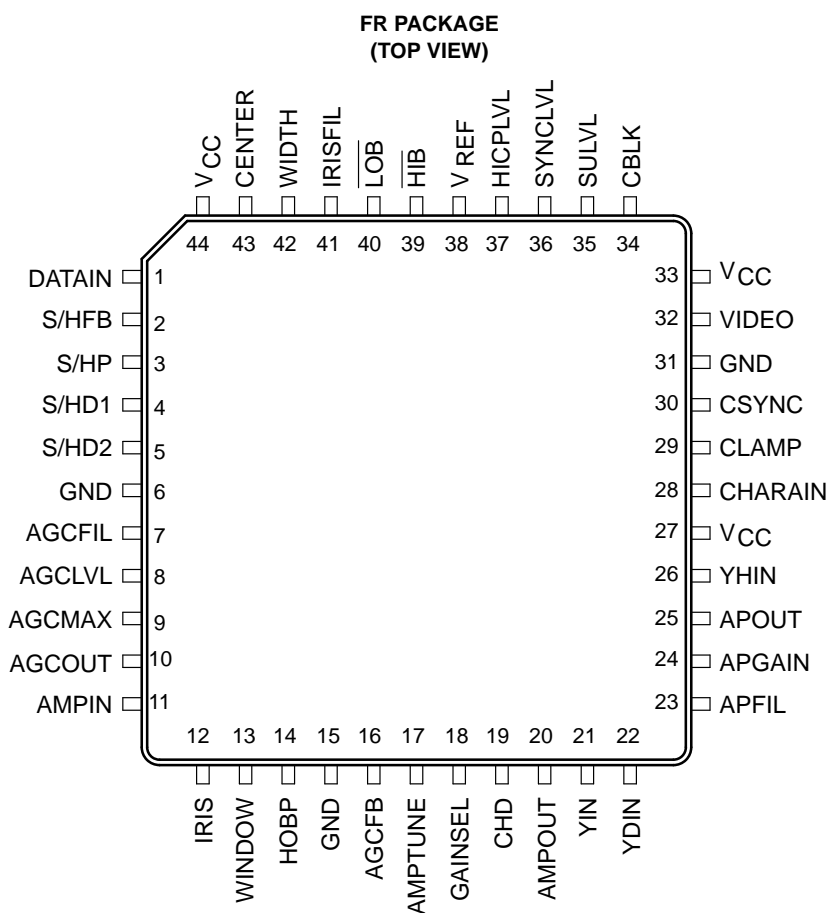 FR PACKAGE
(TOP VIEW)
VCC
CENTER
WIDTH
IRISFIL
LOB
HIB
VREF
HICPLVL
SYNCLVL
SULVL
CBLK
44 43 42 41 40 39 38 37 36 35 34
DATAIN 1
S/HFB 2
S/HP 3
S/HD1 4
S/HD2 5
GND 6
AGCFIL 7
AGCLVL 8
AGCMAX 9
AGCOUT 10
AMPIN 11
33 VCC
32 VIDEO
31 GND
30 CSYNC
29 CLAMP
28 CHARAIN
27 VCC
26 YHIN
25 APOUT
24 APGAIN
23 APFIL
12 13 14 15 16 17 18 19 20 21 22
IRIS
WINDOW
HOBP
GND
AGCFB
AMPTUNE
GAINSEL
CHD
AMPOUT
YIN
YDIN